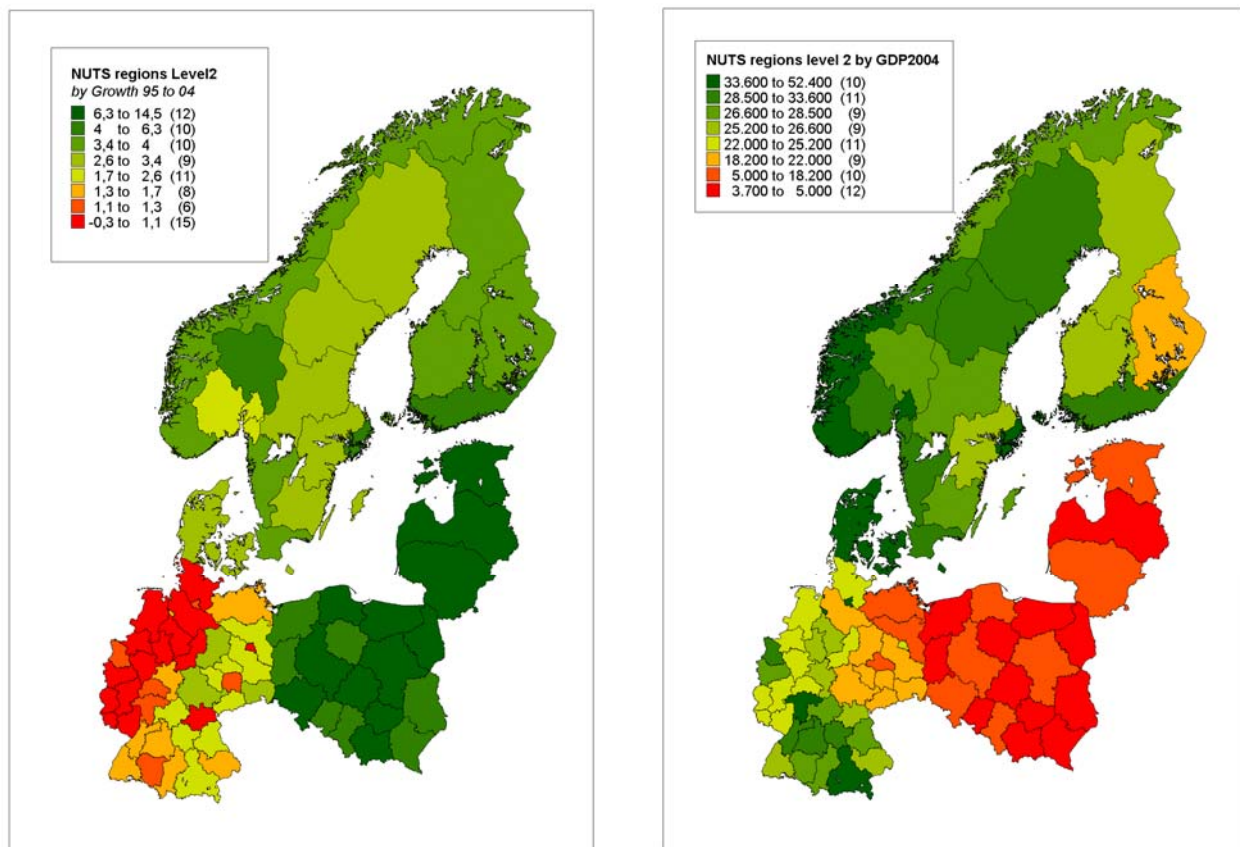 NUTS regions Level2
by Growth 95 to 04
6,3 to 14,5 (12)
4 to 6,3 (10)
3,4 to 4 (10)
2,6 to 3,4 (9)
1,7 to 2,6 (11)
1,3 to 1,7 (8)
1,1 to 1,3 (6)
-0,3 to 1,1 (15)
NUTS regions level 2 by GDP2004
33.600 to 52.400 (10)
28.500 to 33.600 (11)
26.600 to 28.500 (9)
25.200 to 26.600 (9)
22.000 to 25.200 (11)
18.200 to 22.000 (9)
5.000 to 18.200 (10)
3.700 to 5.000 (12)